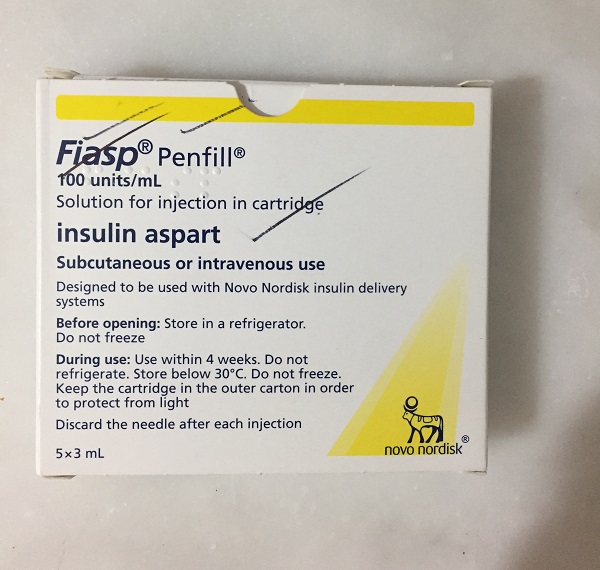 Fiasp® Penfill®
100 units/mL
Solution for injection in cartridge
insulin aspart
Subcutaneous or intravenous use
Designed to be used with Novo Nordisk insulin delivery
systems
Before opening: Store in a refrigerator.
Do not freeze
During use: Use within 4 weeks. Do not
refrigerate. Store below 30°C. Do not freeze.
Keep the cartridge in the outer carton in order
to protect from light
Discard the needle after each injection
5×3 mL
novo nordisk®